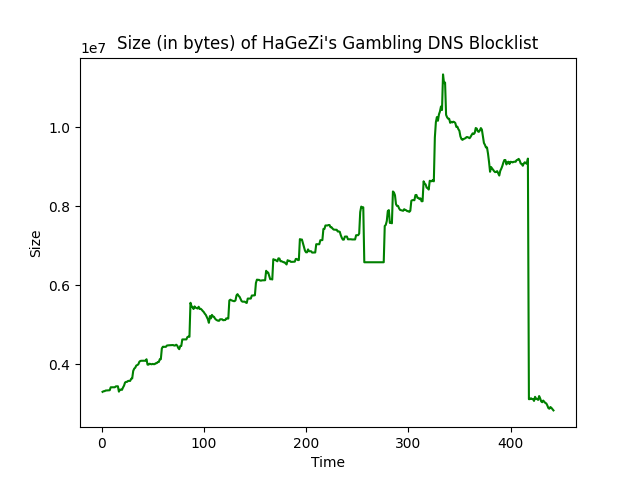 Size (in bytes) of HaGeZi's Gambling DNS Blocklist
1e7
1.0
0.8
0.6
0.4
Size
0 100 200 300 400
Time